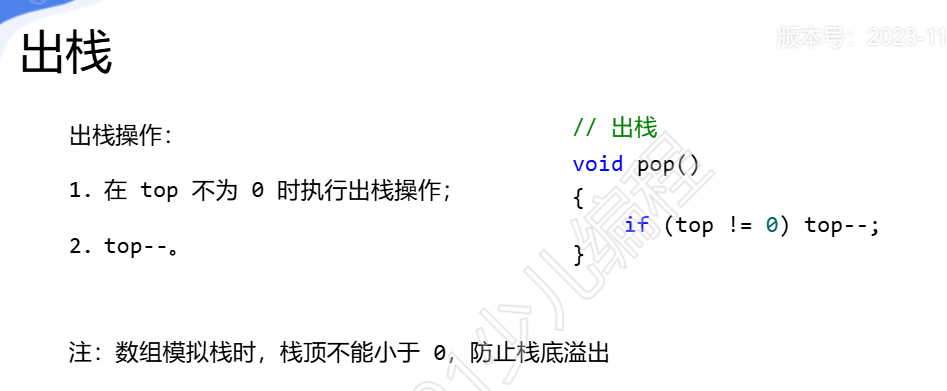 版本号：2023-11
出栈
出栈操作：
1. 在 top 不为 0 时执行出栈操作；
2. top--。
// 出栈
void pop()
{
if (top != 0) top--;
}
注：数组模拟栈时，栈顶不能小于 0，防止栈底溢出
01少儿编程